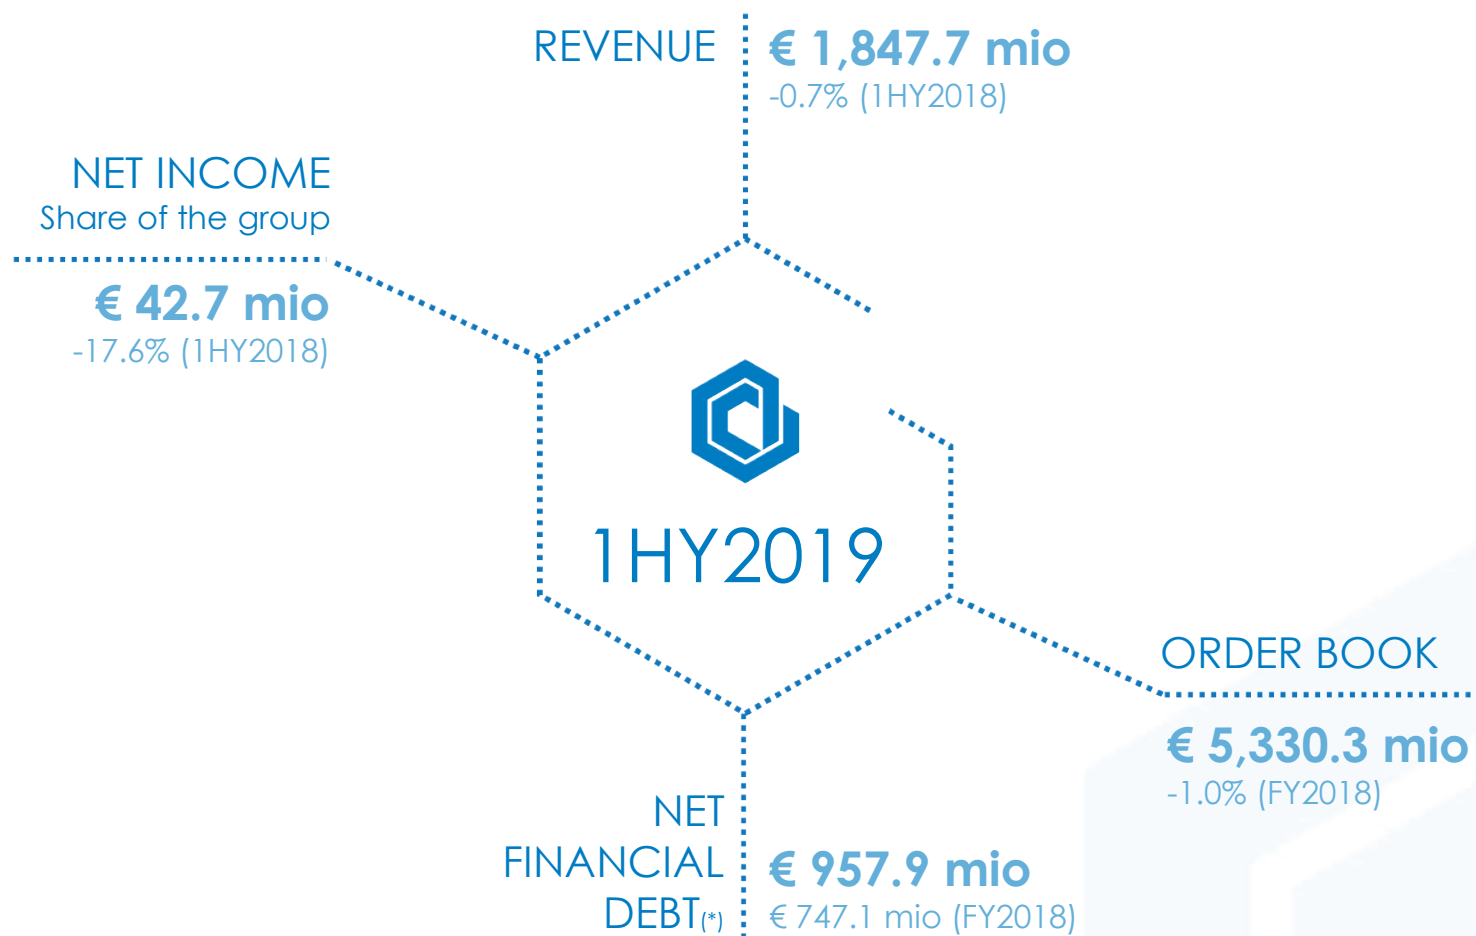 REVENUE
€ 1,847.7 mio
-0.7% (1HY2018)
NET INCOME
Share of the group
€ 42.7 mio
-17.6% (1HY2018)
1HY2019
ORDER BOOK
€ 5,330.3 mio
-1.0% (FY2018)
NET
FINANCIAL
DEBT(*)
€ 957.9 mio
€ 747.1 mio (FY2018)